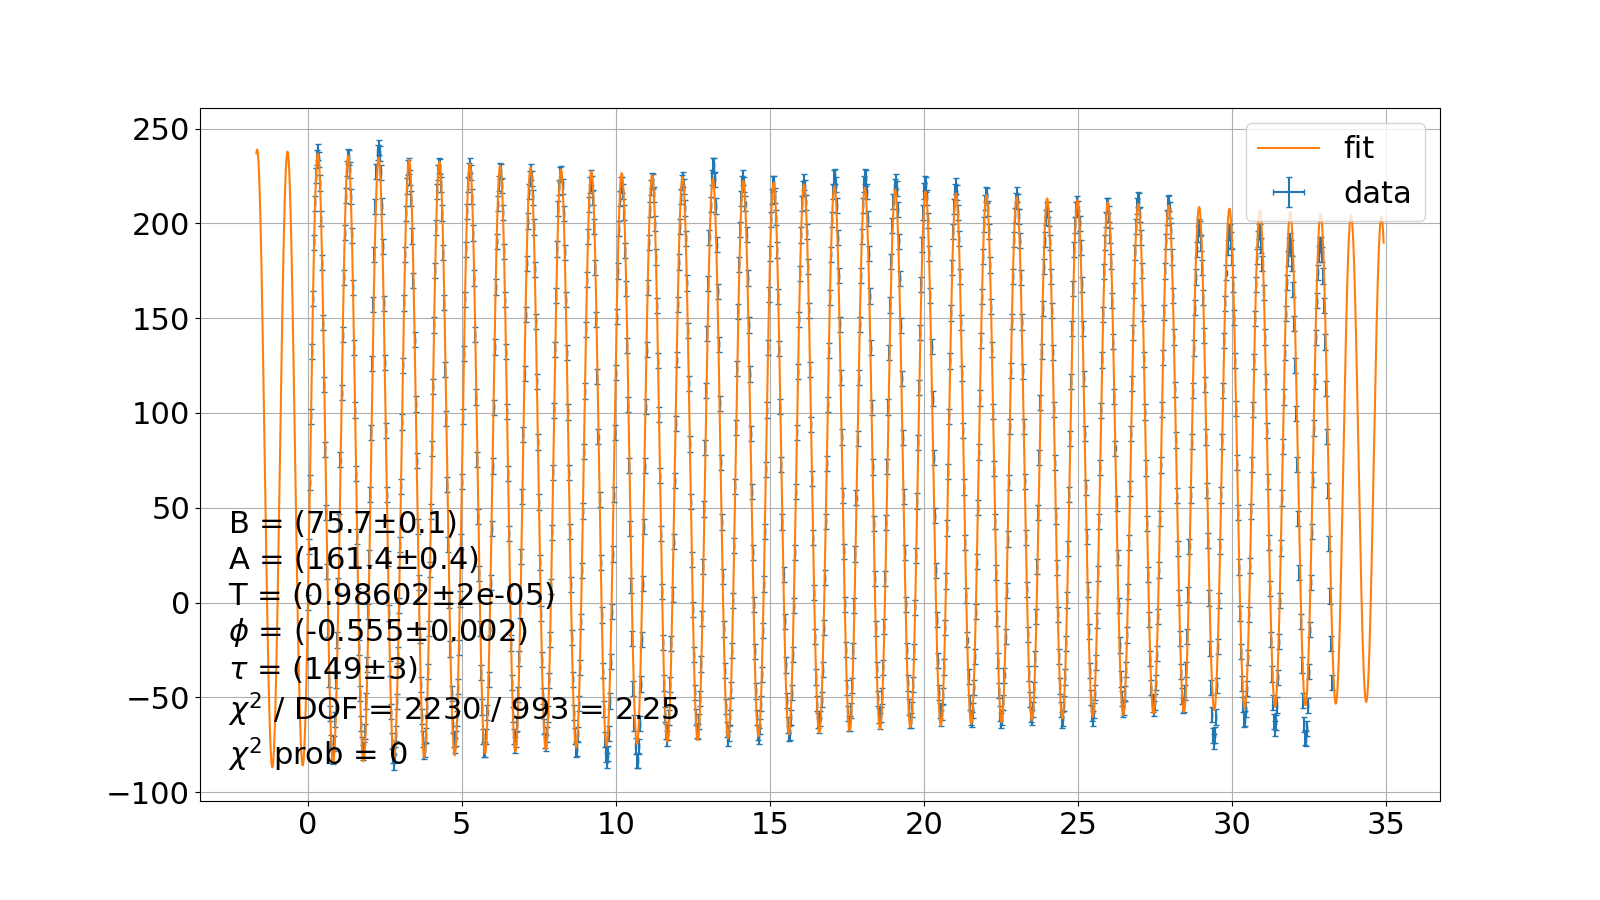 250
200
150
100
50
0
−50
−100
0
5
10
15
20
25
30
35
fit
data
B = (75.7±0.1)
A = (161.4±0.4)
T = (0.98602±2e-05)
ϕ = (-0.555±0.002)
τ = (149±3)
χ² / DOF = 2230 / 993 = 2.25
χ² prob = 0